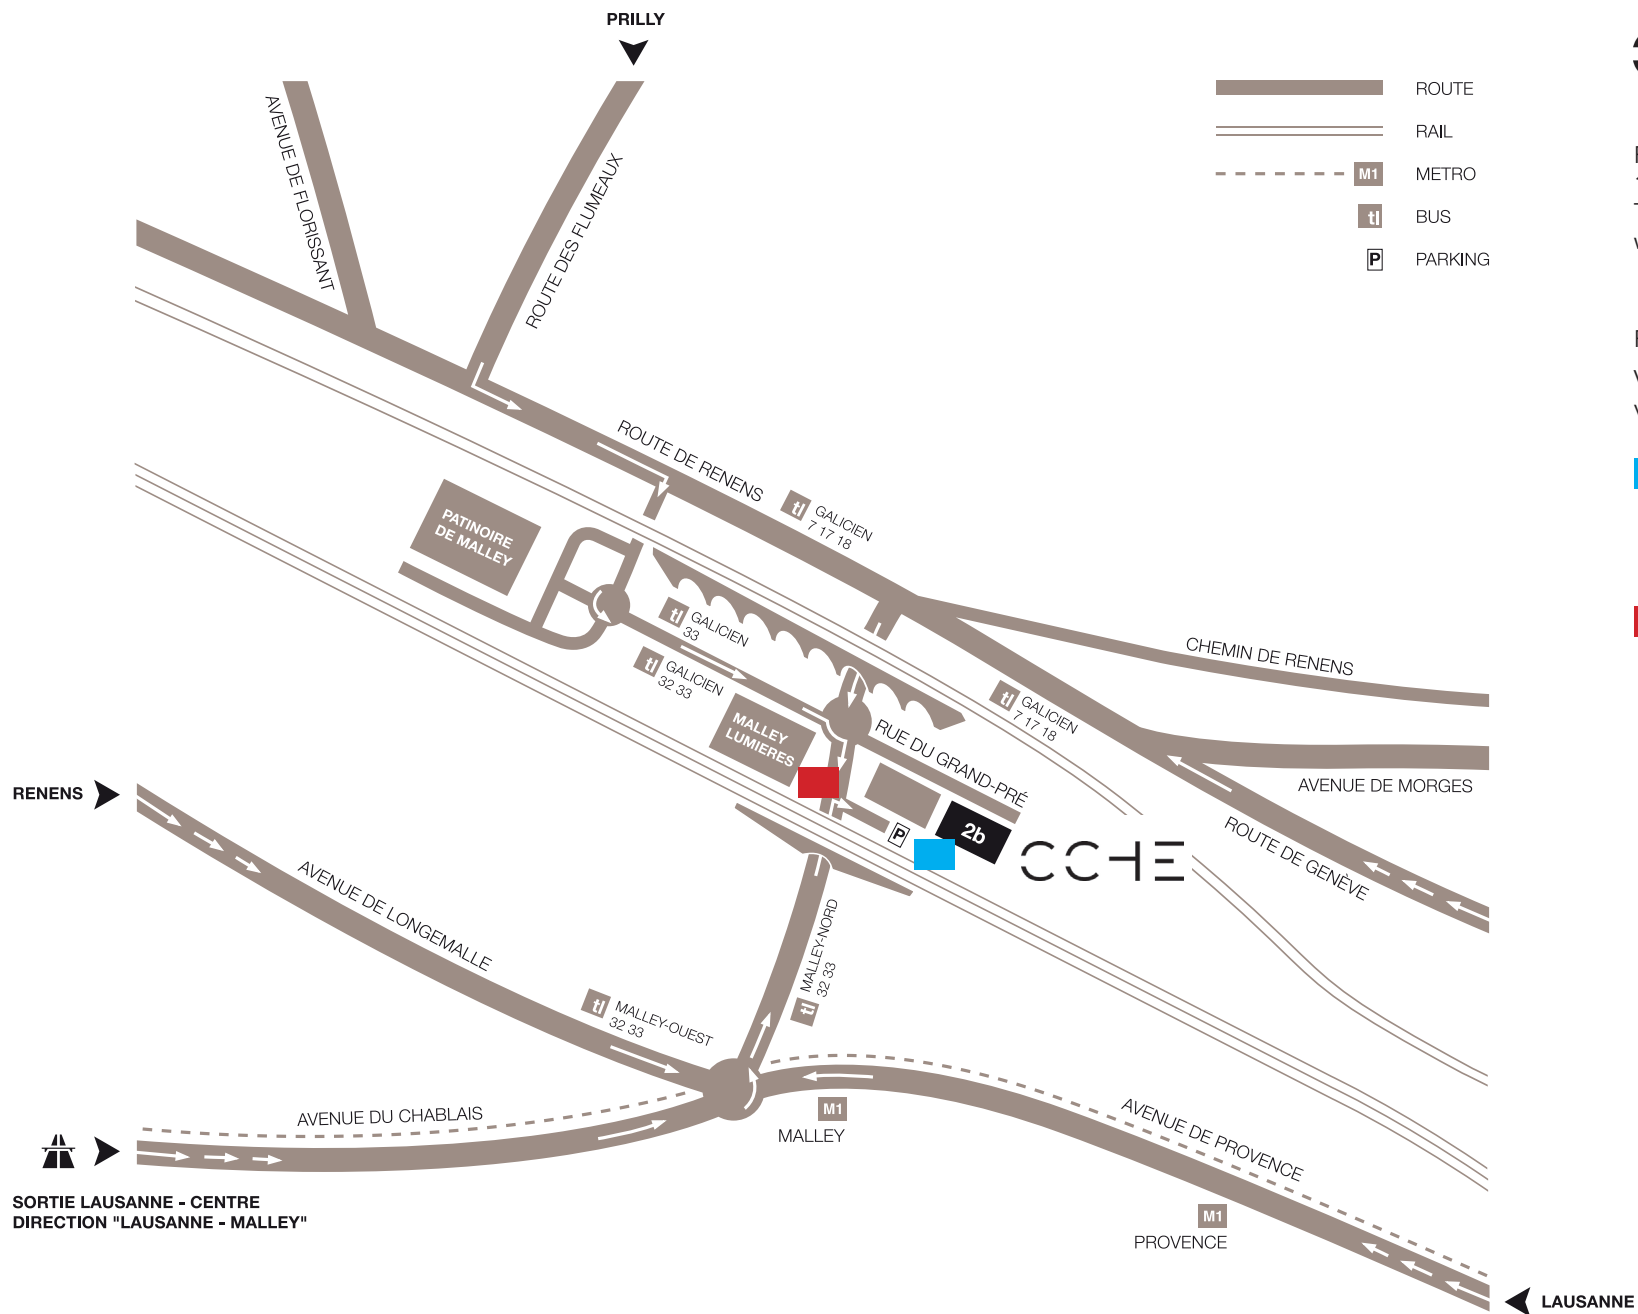 PRILLY
ROUTE
RAIL
M1 METRO
tl BUS
P PARKING
AVENUE DE FLORISSANT
ROUTE DES FLUMEAUX
ROUTE DE RENENS
tl GALICIEN
7 17 18
PATINOIRE
DE MALLEY
tl GALICIEN
33
tl GALICIEN
32 33
CHEMIN DE RENENS
tl GALICIEN
7 17 18
MALLEY
LUMIERES
RUE DU GRAND-PRÉ
AVENUE DE MORGES
RENENS
P
2b
CCHE
ROUTE DE GENÈVE
AVENUE DE LONGEMALLE
tl MALLEY-NORD
32 33
tl MALLEY-OUEST
32 33
AVENUE DU CHABLAIS
M1
MALLEY
AVENUE DE PROVENCE
SORTIE LAUSANNE - CENTRE
DIRECTION "LAUSANNE - MALLEY"
M1
PROVENCE
LAUSANNE